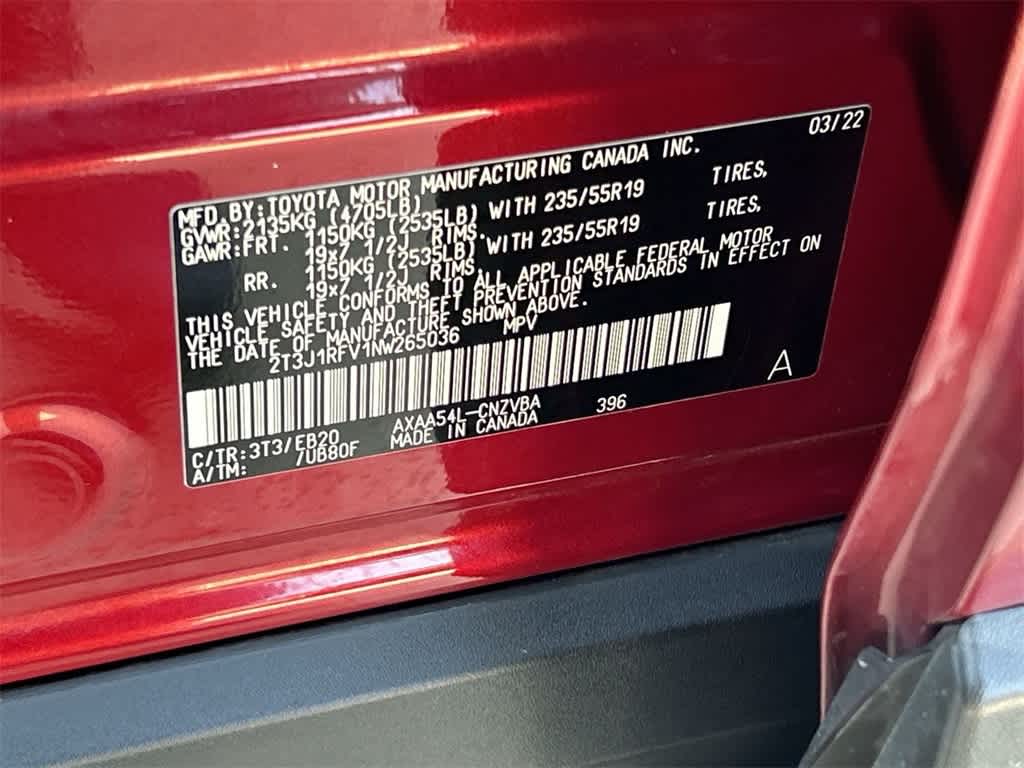 03/22
MFD. BY: TOYOTA MOTOR MANUFACTURING CANADA INC.
GVWR: 2135KG (4705LB)
GAWR: FRT. 1150KG (2535LB) WITH 235/55R19 TIRES,
19x7 1/2J RIMS.
RR. 1150KG (2535LB) WITH 235/55R19 TIRES,
19x7 1/2J RIMS.
THIS VEHICLE CONFORMS TO ALL APPLICABLE FEDERAL MOTOR
VEHICLE SAFETY AND THEFT PREVENTION STANDARDS IN EFFECT ON
THE DATE OF MANUFACTURE SHOWN ABOVE.
2T3J1RFV1NW265036 MPV
A
C/TR: 3T3/EB20 AXAA54L-CNZVBA 396
A/TM: /UB80F MADE IN CANADA